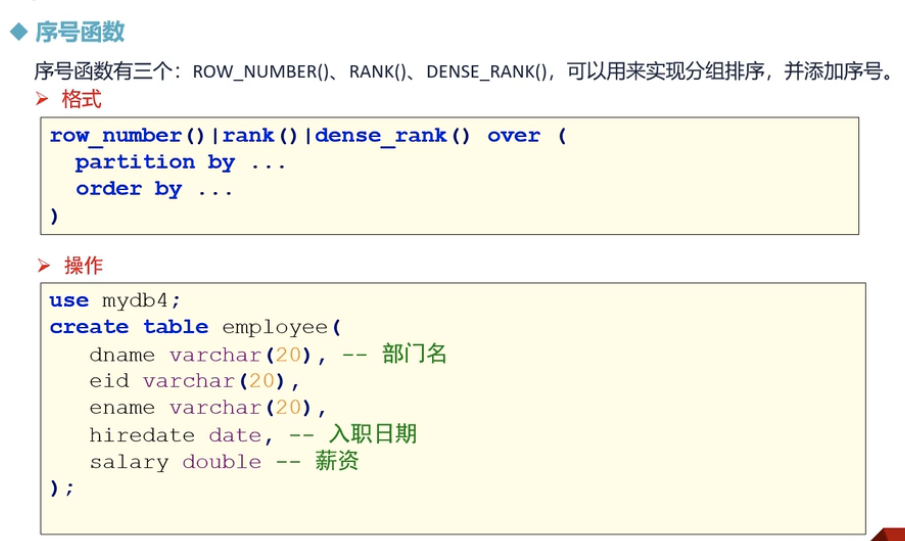 序号函数
序号函数有三个：ROW_NUMBER()、RANK()、DENSE_RANK()，可以用来实现分组排序，并添加序号。
格式
row_number()|rank()|dense_rank() over (
  partition by ...
  order by ...
)
操作
use mydb4;
create table employee(
   dname varchar(20), -- 部门名
   eid varchar(20),
   ename varchar(20),
   hiredate date, -- 入职日期
   salary double -- 薪资
);